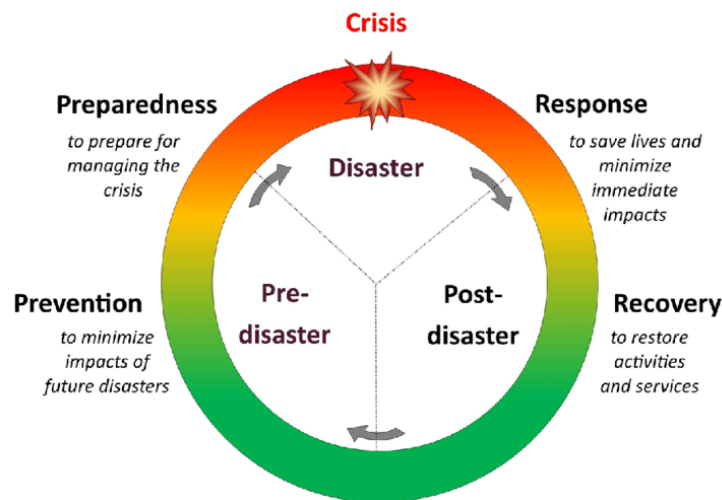 Crisis
Preparedness
to prepare for
managing the
crisis
Response
to save lives and
minimize
immediate
impacts
Disaster
Prevention
to minimize
impacts of
future disasters
Pre-
disaster
Post-
disaster
Recovery
to restore
activities
and services